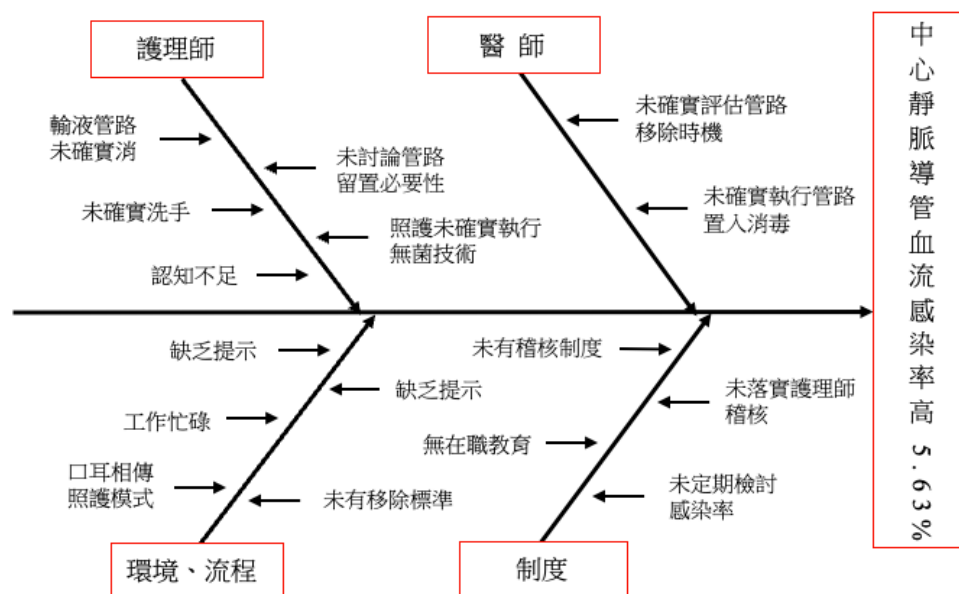 護理師
醫 師
輸液管路
未確實消
未討論管路
留置必要性
未確實洗手
照護未確實執行
無菌技術
認知不足
未確實評估管路
移除時機
未確實執行管路
置入消毒
缺乏提示
缺乏提示
工作忙碌
口耳相傳
照護模式
未有移除標準
環境、流程
未有稽核制度
未落實護理師
稽核
無在職教育
未定期檢討
感染率
制度
中心靜脈導管血流感染率高 5.63%